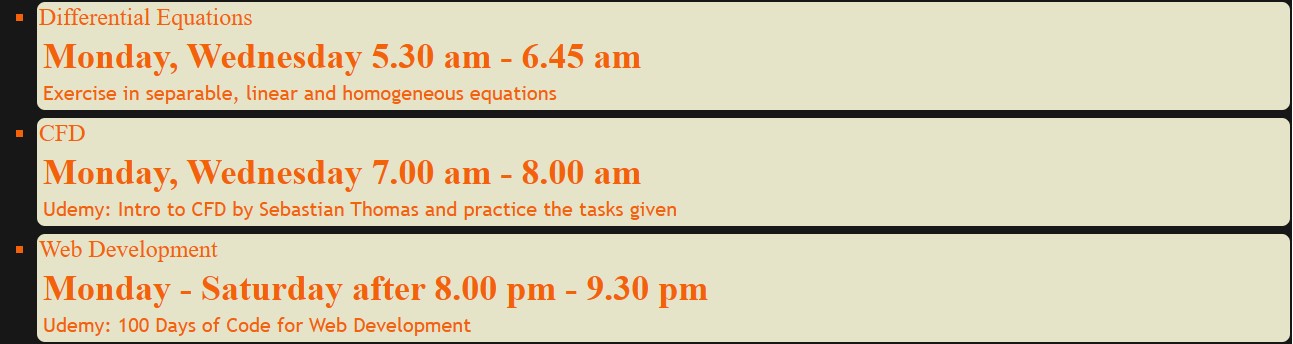 Differential Equations
Monday, Wednesday 5.30 am - 6.45 am
Exercise in separable, linear and homogeneous equations
CFD
Monday, Wednesday 7.00 am - 8.00 am
Udemy: Intro to CFD by Sebastian Thomas and practice the tasks given
Web Development
Monday - Saturday after 8.00 pm - 9.30 pm
Udemy: 100 Days of Code for Web Development